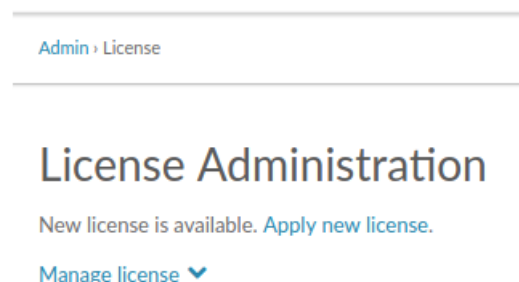 Admin › License
License Administration
New license is available. Apply new license.
Manage license